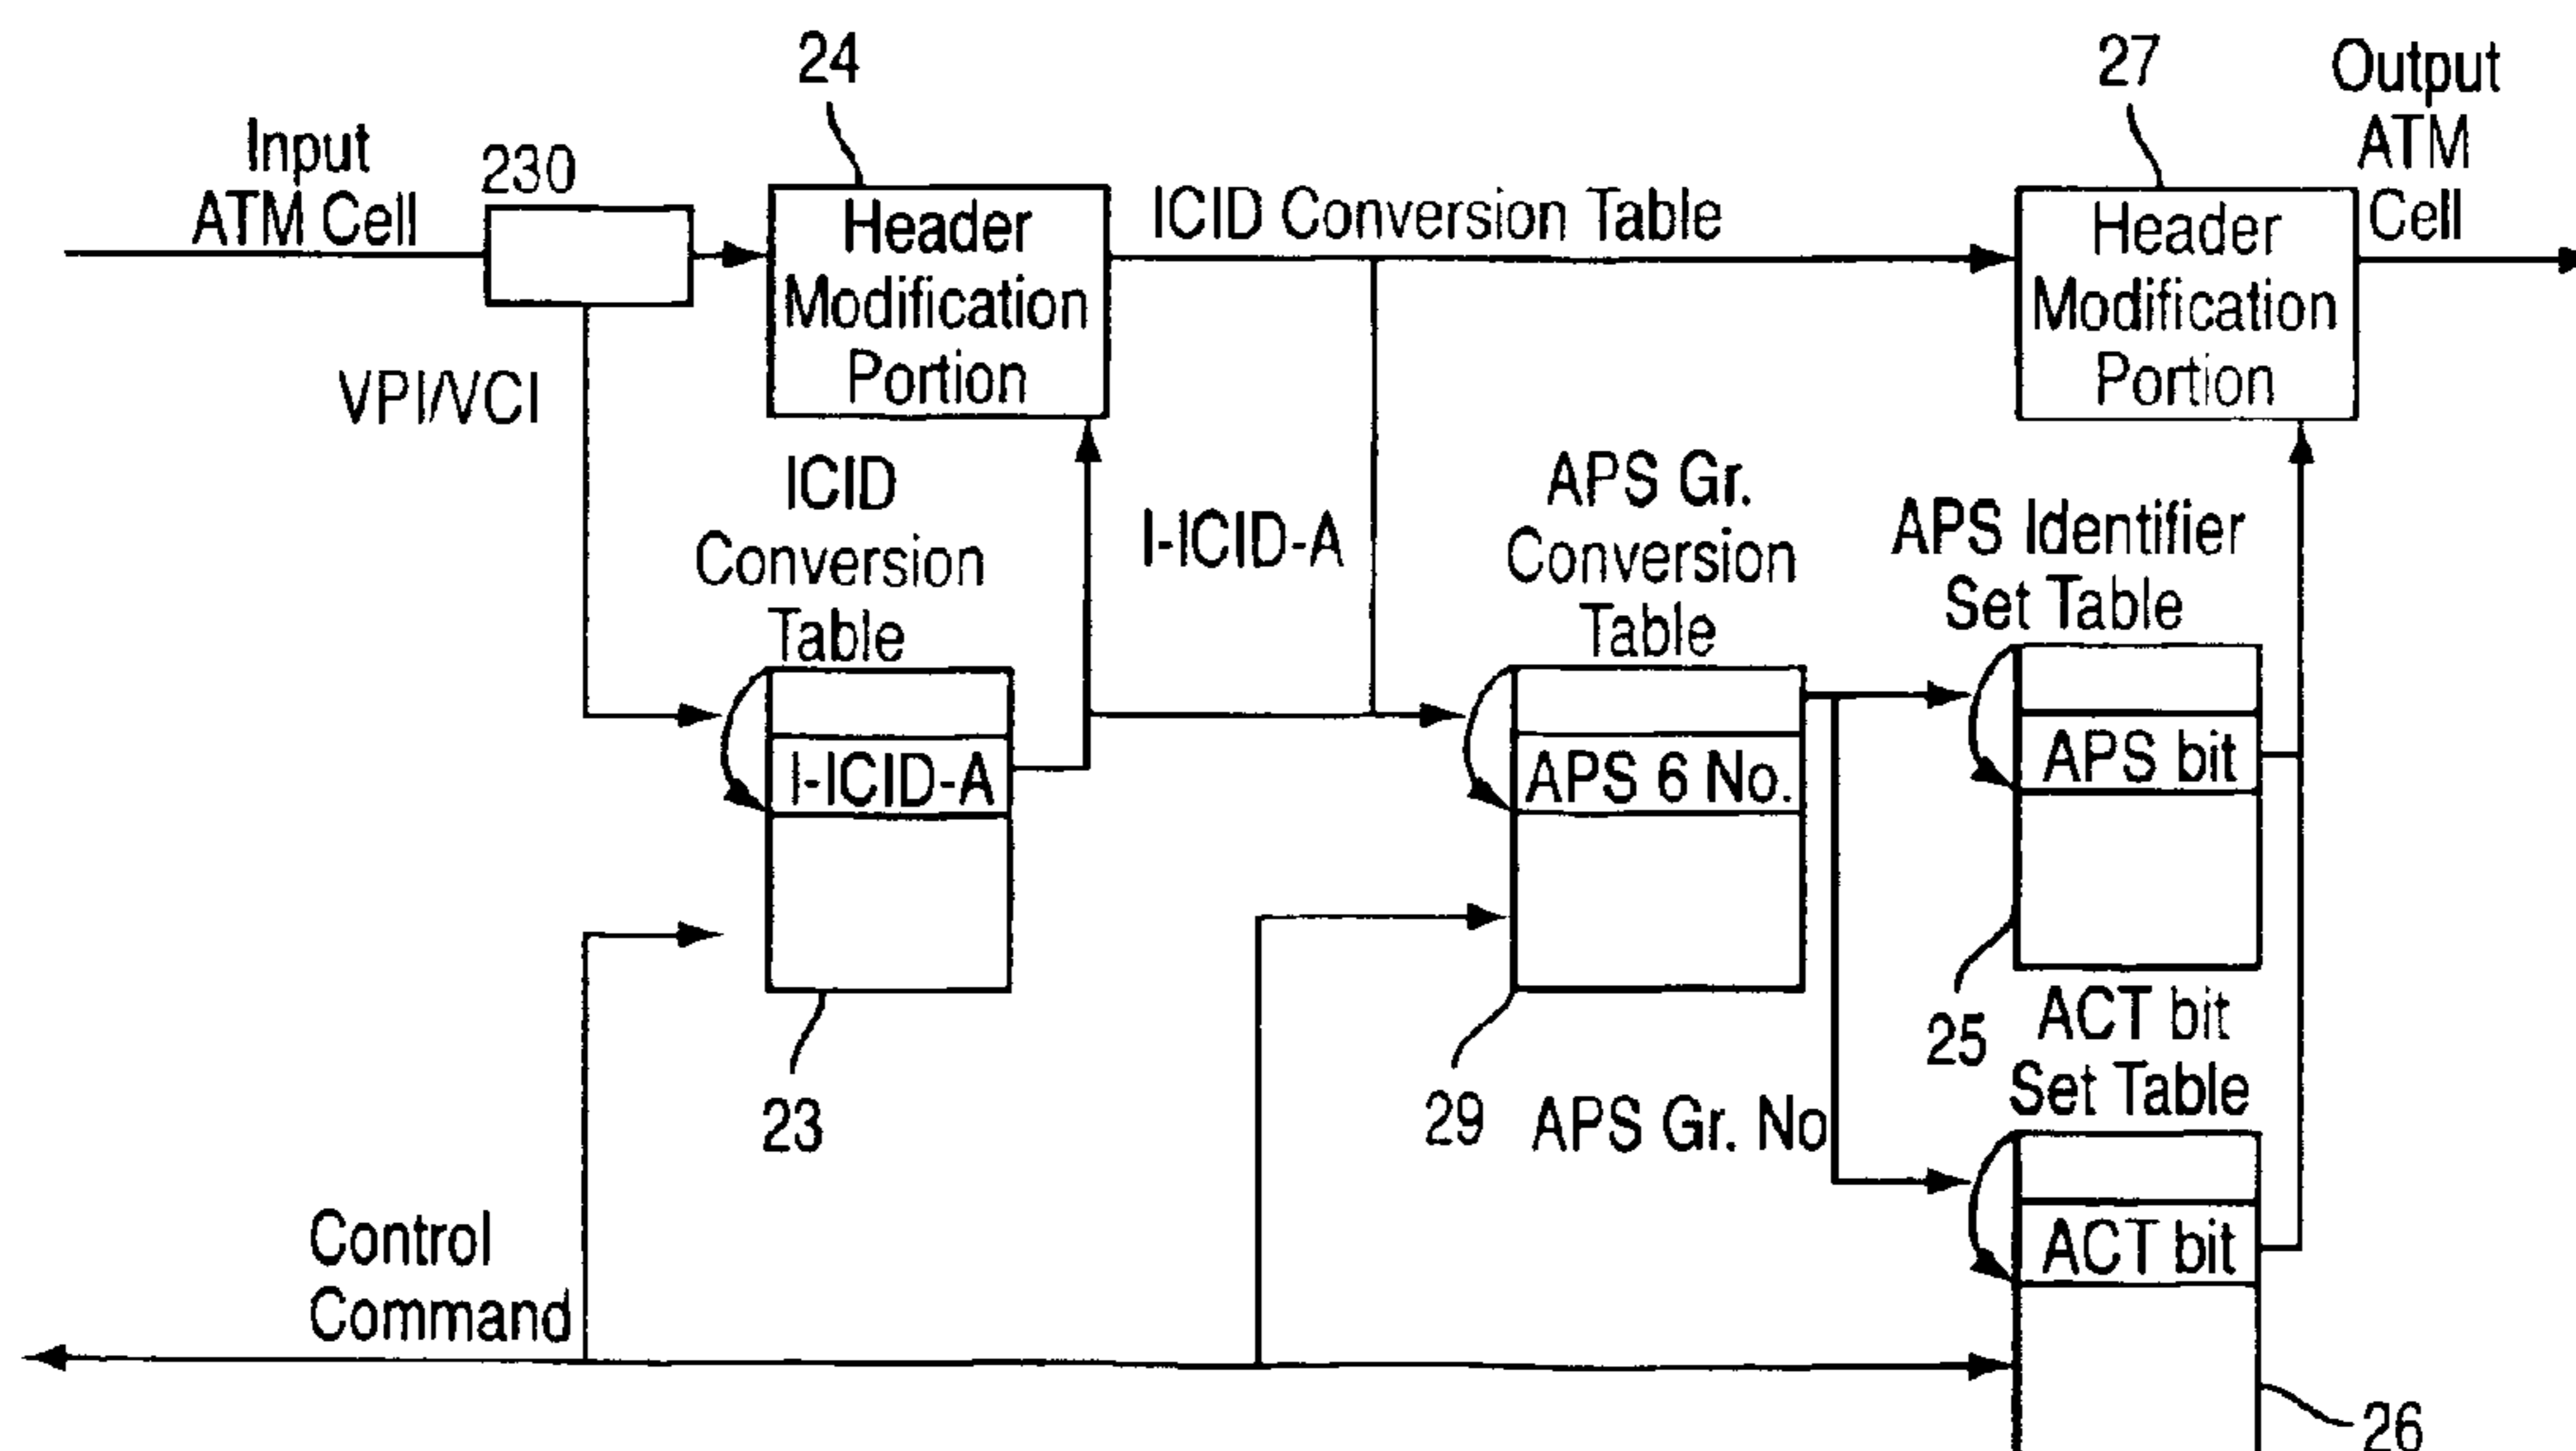 24
27
Output
ATM
Cell
Input
ATM Cell
230
Header
Modification
Portion
ICID Conversion Table
Header
Modification
Portion
VPI/VCI
ICID
Conversion
Table
I-ICID-A
APS Gr.
Conversion
Table
APS Identifier
Set Table
I-ICID-A
APS 6 No.
APS bit
25
23
29
APS Gr. No
ACT bit
Set Table
ACT bit
Control
Command
26